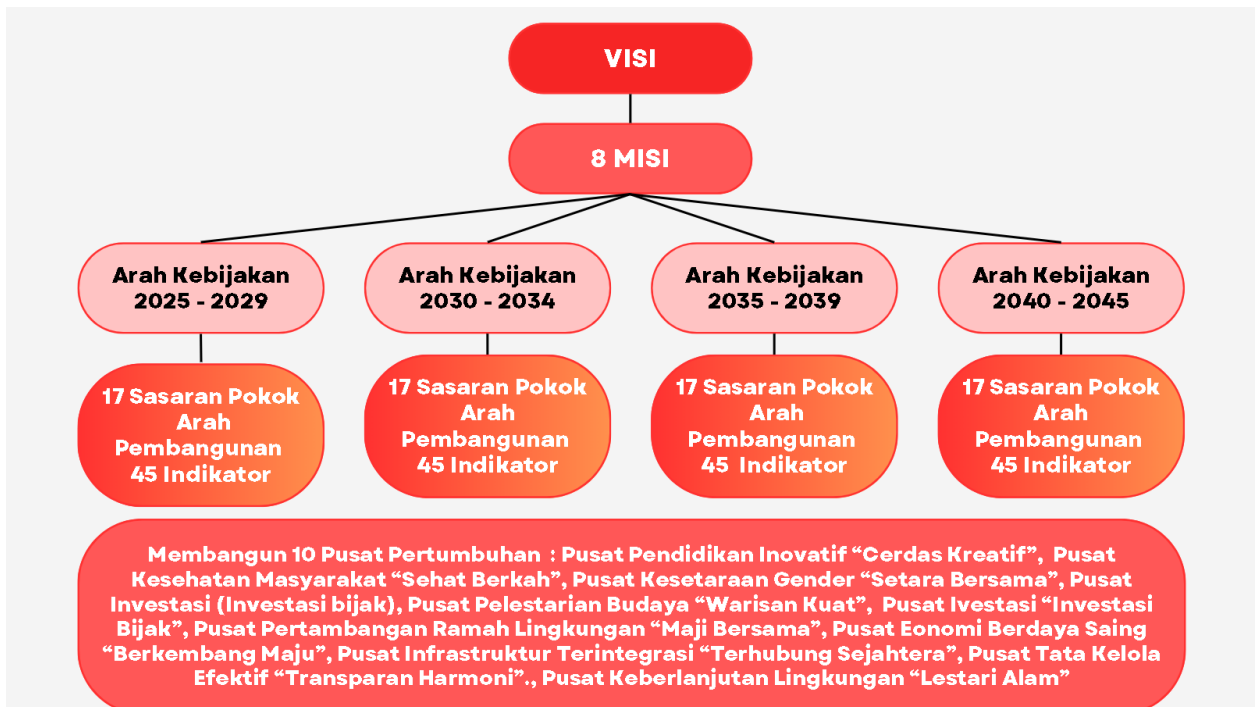 VISI
8 MISI
Arah Kebijakan
2025 - 2029
Arah Kebijakan
2030 - 2034
Arah Kebijakan
2035 - 2039
Arah Kebijakan
2040 - 2045
17 Sasaran Pokok
Arah
Pembangunan
45 Indikator
17 Sasaran Pokok
Arah
Pembangunan
45 Indikator
17 Sasaran Pokok
Arah
Pembangunan
45 Indikator
17 Sasaran Pokok
Arah
Pembangunan
45 Indikator
Membangun 10 Pusat Pertumbuhan : Pusat Pendidikan Inovatif “Cerdas Kreatif”, Pusat
Kesehatan Masyarakat “Sehat Berkah”, Pusat Kesetaraan Gender “Setara Bersama”, Pusat
Investasi (Investasi bijak), Pusat Pelestarian Budaya “Warisan Kuat”, Pusat Ivestasi “Investasi
Bijak”, Pusat Pertambangan Ramah Lingkungan “Maji Bersama”, Pusat Eonomi Berdaya Saing
“Berkembang Maju”, Pusat Infrastruktur Terintegrasi “Terhubung Sejahtera”, Pusat Tata Kelola
Efektif “Transparan Harmoni”., Pusat Keberlanjutan Lingkungan “Lestari Alam”